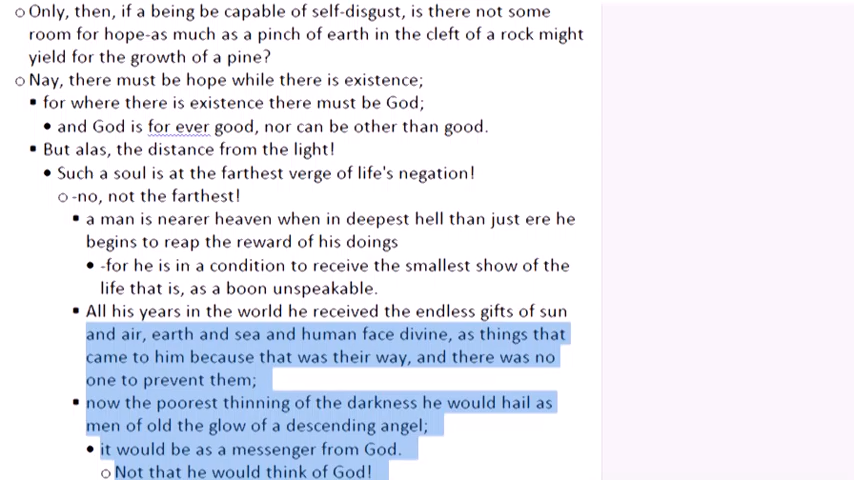 Only, then, if a being be capable of self-disgust, is there not some
room for hope-as much as a pinch of earth in the cleft of a rock might
yield for the growth of a pine?
Nay, there must be hope while there is existence;
for where there is existence there must be God;
and God is for ever good, nor can be other than good.
But alas, the distance from the light!
Such a soul is at the farthest verge of life's negation!
-no, not the farthest!
a man is nearer heaven when in deepest hell than just ere he
begins to reap the reward of his doings
-for he is in a condition to receive the smallest show of the
life that is, as a boon unspeakable.
All his years in the world he received the endless gifts of sun
and air, earth and sea and human face divine, as things that
came to him because that was their way, and there was no
one to prevent them;
now the poorest thinning of the darkness he would hail as
men of old the glow of a descending angel;
it would be as a messenger from God.
Not that he would think of God!